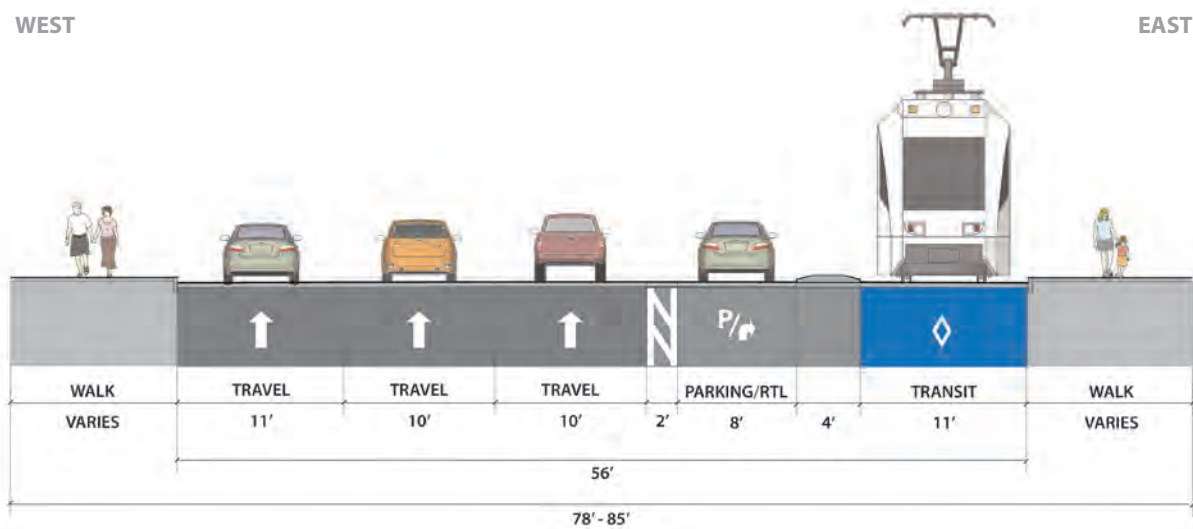 WEST
EAST
P/
WALK TRAVEL TRAVEL TRAVEL PARKING/RTL TRANSIT WALK
VARIES 11' 10' 10' 2' 8' 4' 11' VARIES
56'
78' - 85'